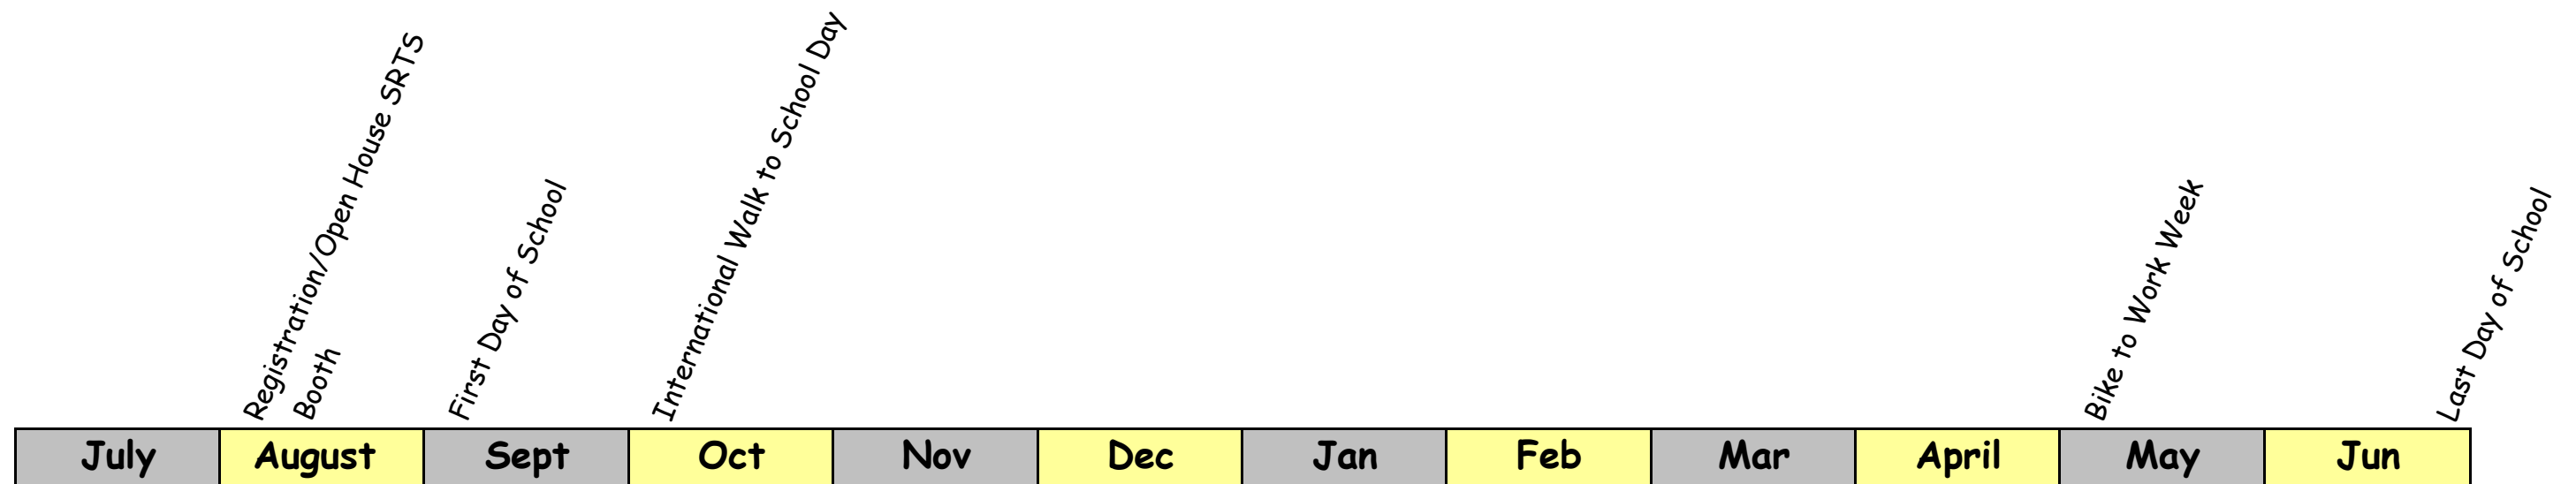 Registration/Open House SRTS
Booth
First Day of School
International Walk to School Day
Bike to Work Week
Last Day of School
July August Sept Oct Nov Dec Jan Feb Mar April May Jun